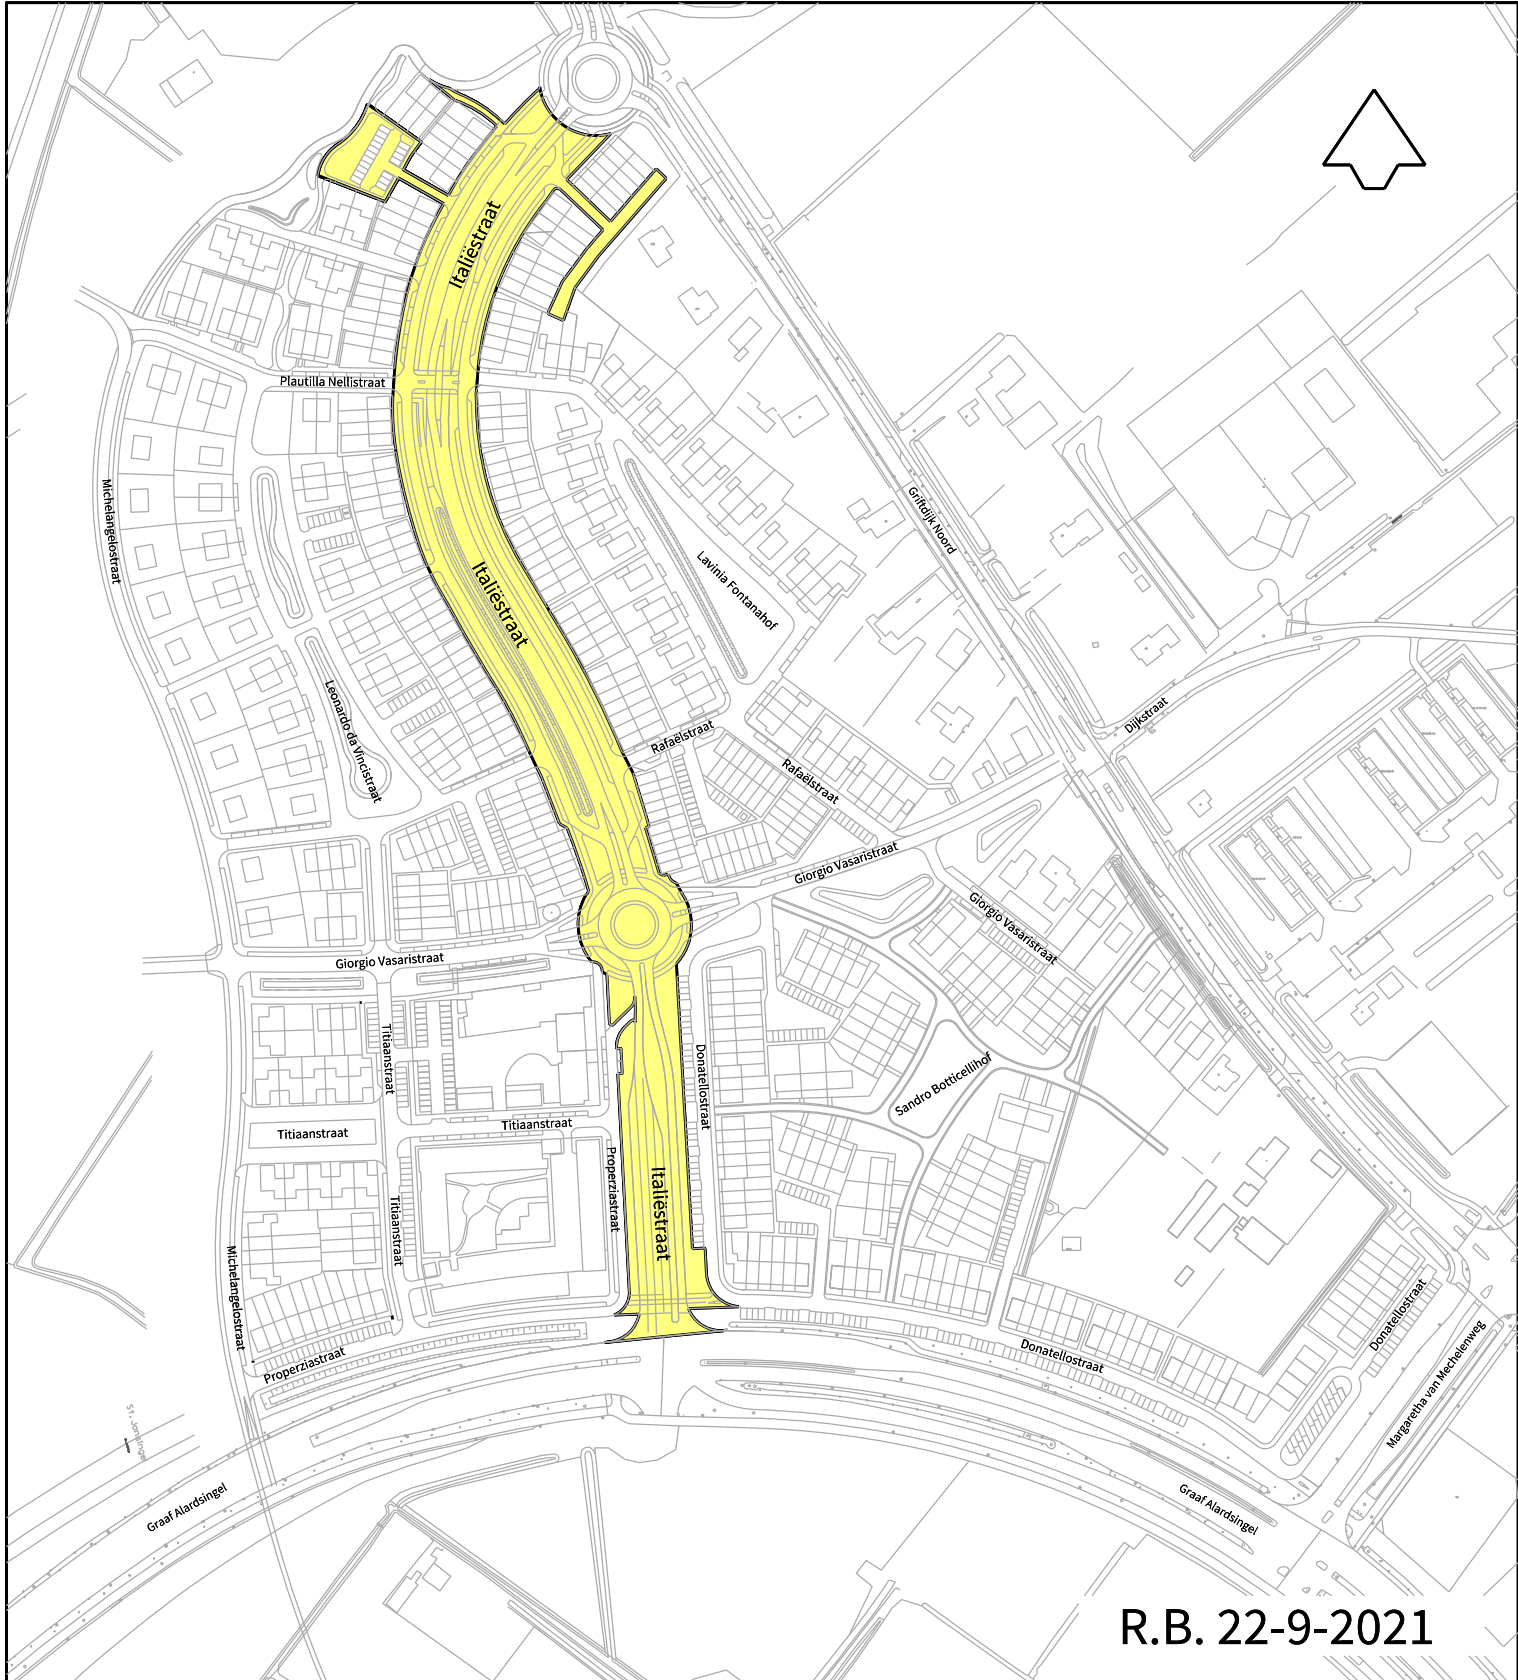 Italiëstraat
Plautilla Nellistraat
Michelangelostraat
Griftdijk Noord
Italiëstraat
Lavinia Fontanahof
Leonardo da Vincistraat
Rafaëlstraat
Dijkstraat
Rafaëlstraat
Giorgio Vasaristraat
Giorgio Vasaristraat
Giorgio Vasaristraat
Titiaanstraat
Donatellostraat
Sandro Botticellihof
Titiaanstraat
Titiaanstraat
Properziastraat
Italiëstraat
Titiaanstraat
Michelangelostraat
Properziastraat
Donatellostraat
Donatellostraat
Margaretha van Mechelenweg
St. Jansingel
Graaf Alardsingel
Graaf Alardsingel
R.B. 22-9-2021